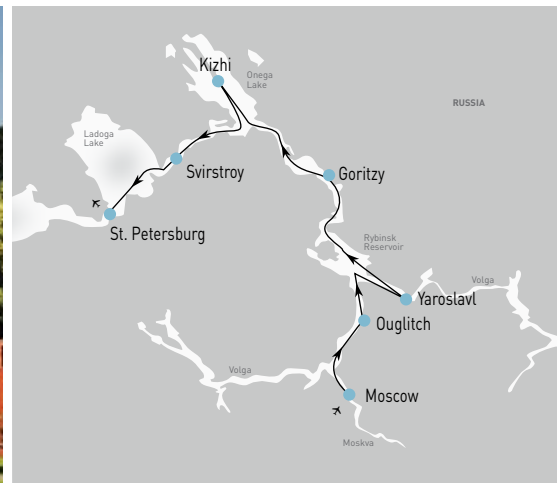 Kizhi
Onega
Lake
RUSSIA
Ladoga
Lake
Svirstroy
Goritzy
St. Petersburg
Rybinsk
Reservoir
Volga
Yaroslavl
Ouglitch
Volga
Moscow
Moskva